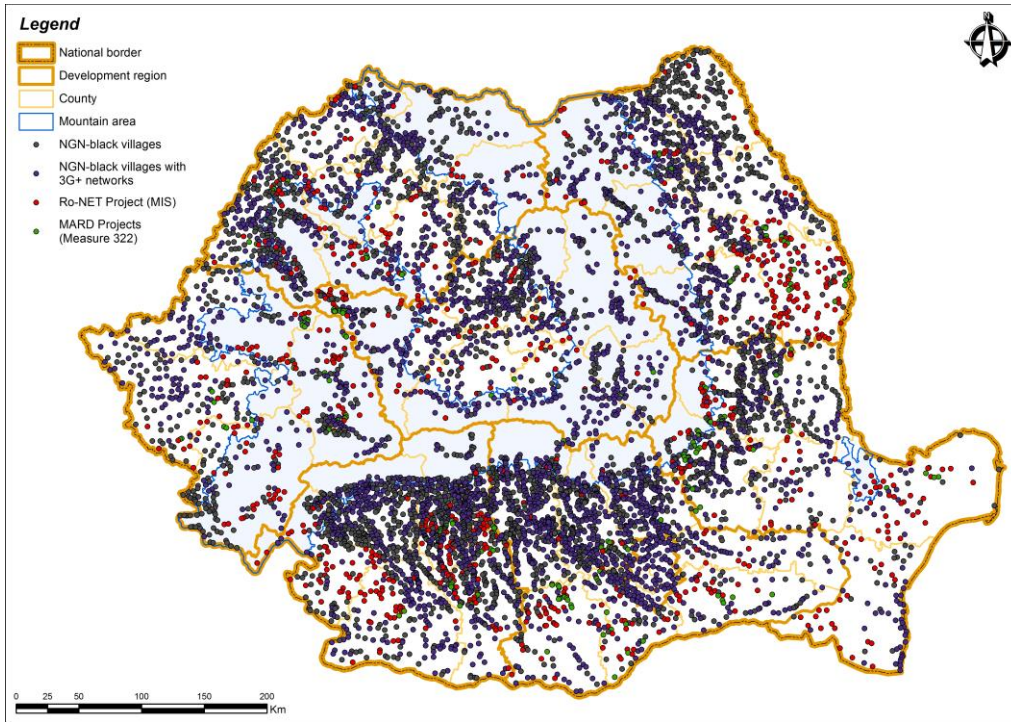 Legend
National border
Development region
County
Mountain area
NGN-black villages
NGN-black villages with
3G+ networks
Ro-NET Project (MIS)
MARD Projects
(Measure 322)
0 25 50 100 150 200
Km